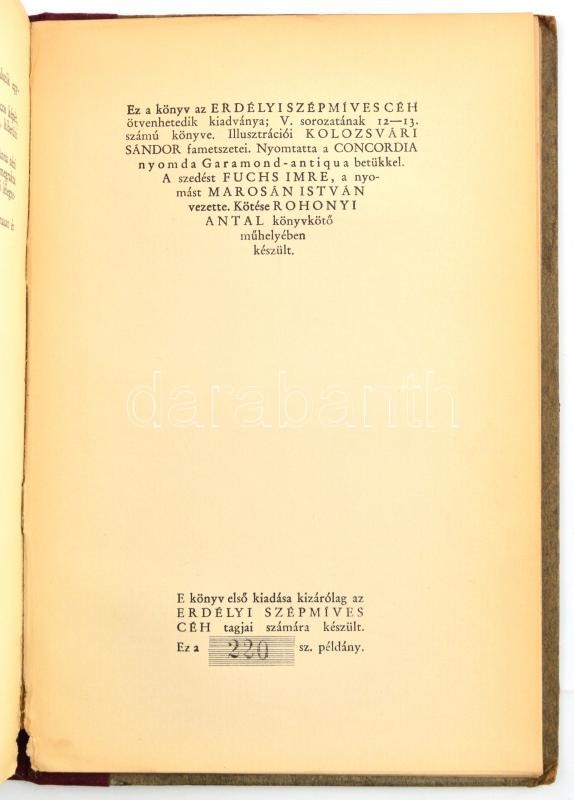 Ez a könyv az ERDÉLYI SZÉPMÍVES CÉH
ötvenhetedik kiadványa; V. sorozatának 12—13.
számú könyve. Illusztrációi KOLOZSVÁRI
SÁNDOR fametszetei. Nyomtatta a CONCORDIA
nyomda Garamond-antiqua betükkel.
A szedést FUCHS IMRE, a nyo-
mást MAROSÁN ISTVÁN
vezette. Kötése ROHONYI
ANTAL könyvkötő
műhelyében
készült.
darabanth
E könyv első kiadása kizárólag az
ERDÉLYI SZÉPMÍVES
CÉH tagjai számára készült.
Ez a 220 sz. példány.